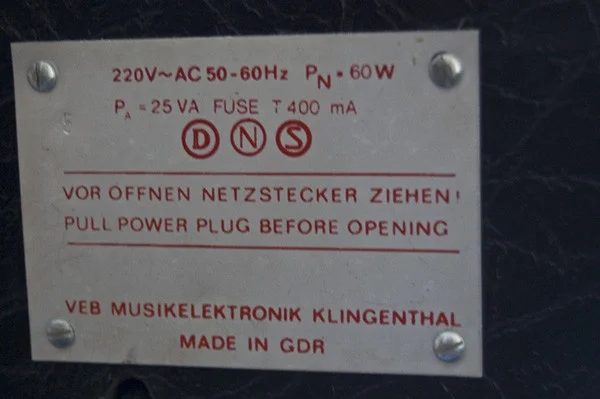 220V~AC 50-60Hz PN = 60W
PA = 25 VA FUSE T 400 mA
D N S
VOR ÖFFNEN NETZSTECKER ZIEHEN!
PULL POWER PLUG BEFORE OPENING
VEB MUSIKELEKTRONIK KLINGENTHAL
MADE IN GDR